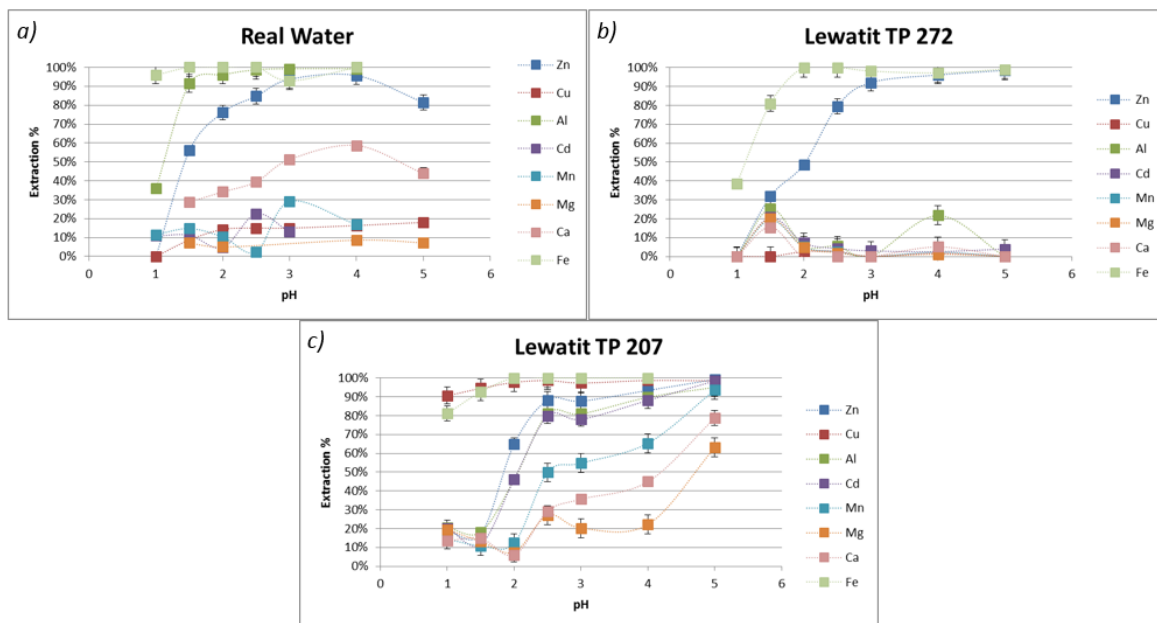 a)
Real Water
Extraction %
100%
90%
80%
70%
60%
50%
40%
30%
20%
10%
0%
0 1 2 3 4 5 6
pH
Zn
Cu
Al
Cd
Mn
Mg
Ca
Fe
b)
Lewatit TP 272
Extraction %
100%
90%
80%
70%
60%
50%
40%
30%
20%
10%
0%
0 1 2 3 4 5 6
pH
Zn
Cu
Al
Cd
Mn
Mg
Ca
Fe
c)
Lewatit TP 207
Extraction %
100%
90%
80%
70%
60%
50%
40%
30%
20%
10%
0%
0 1 2 3 4 5 6
pH
Zn
Cu
Al
Cd
Mn
Mg
Ca
Fe